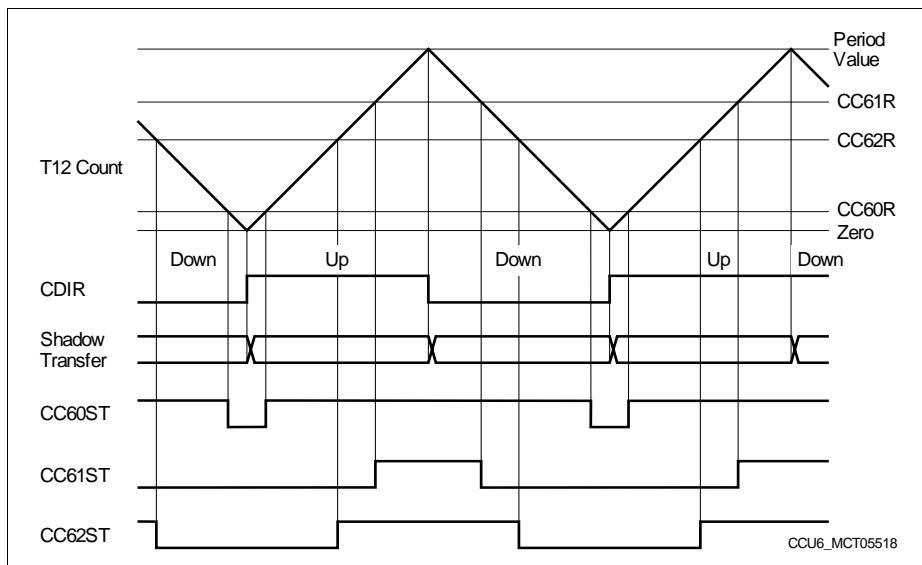 Period
Value
CC61R
CC62R
T12 Count
CC60R
Zero
Down Up Down Up Down
CDIR
Shadow
Transfer
CC60ST
CC61ST
CC62ST
CCU6_MCT05518